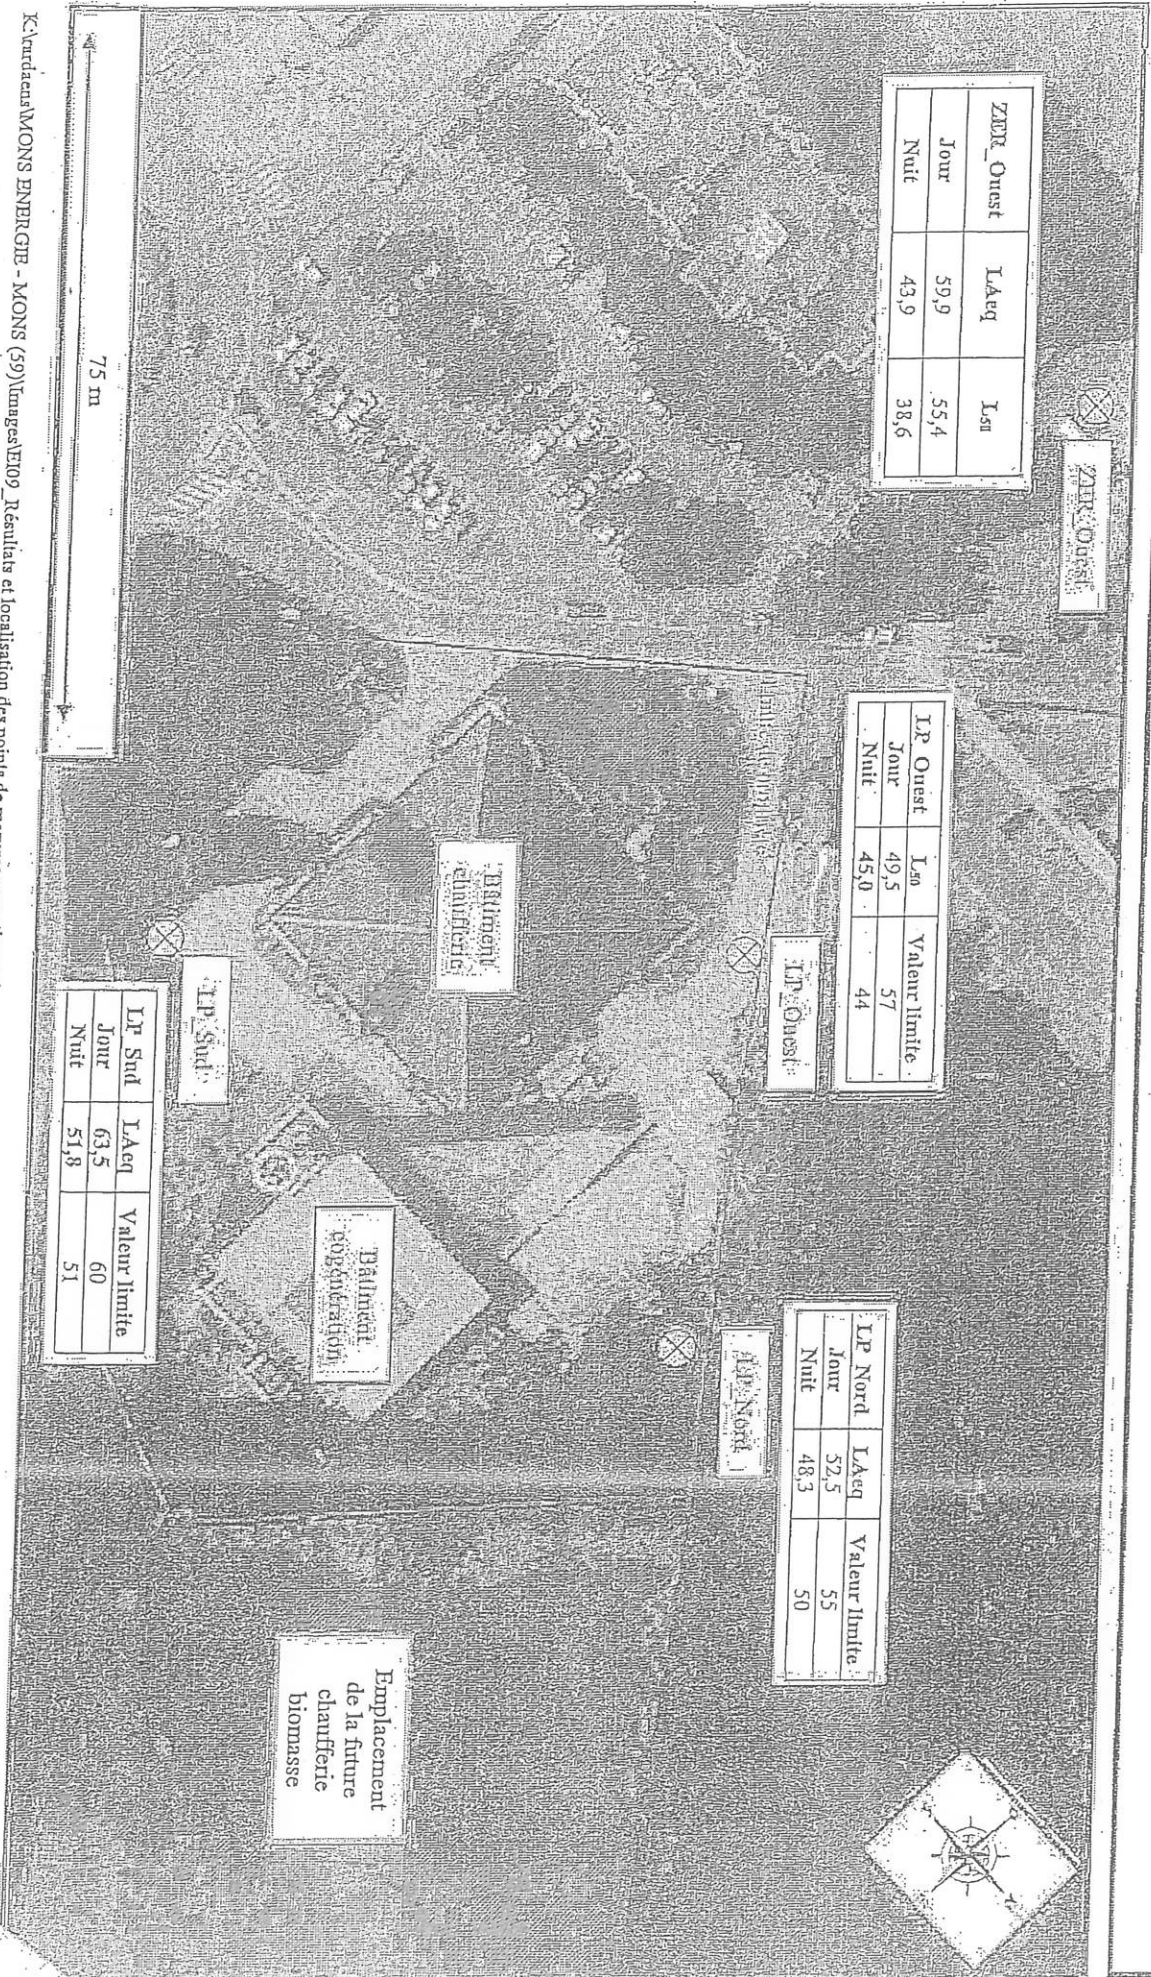 ZER_Ouest LAeq L50
Jour 59,9 55,4
Nuit 43,9 38,6
ZER_Ouest
LP Ouest L50 Valeur limite
Jour 49,5 57
Nuit 45,0 44
LP_Ouest
LP Nord LAeq Valeur limite
Jour 52,5 55
Nuit 48,3 50
LP_Nord
Bâtiment
chaufferie
Bâtiment
cogénération
Emplacement
de la future
chaufferie
biomasse
LP_Sud
LP Sud LAeq Valeur limite
Jour 63,5 60
Nuit 51,8 51
75 m
K:\curdaens\MONS ENERGIE - MONS (59)\Images\EI09_Résultats et localisation des points de